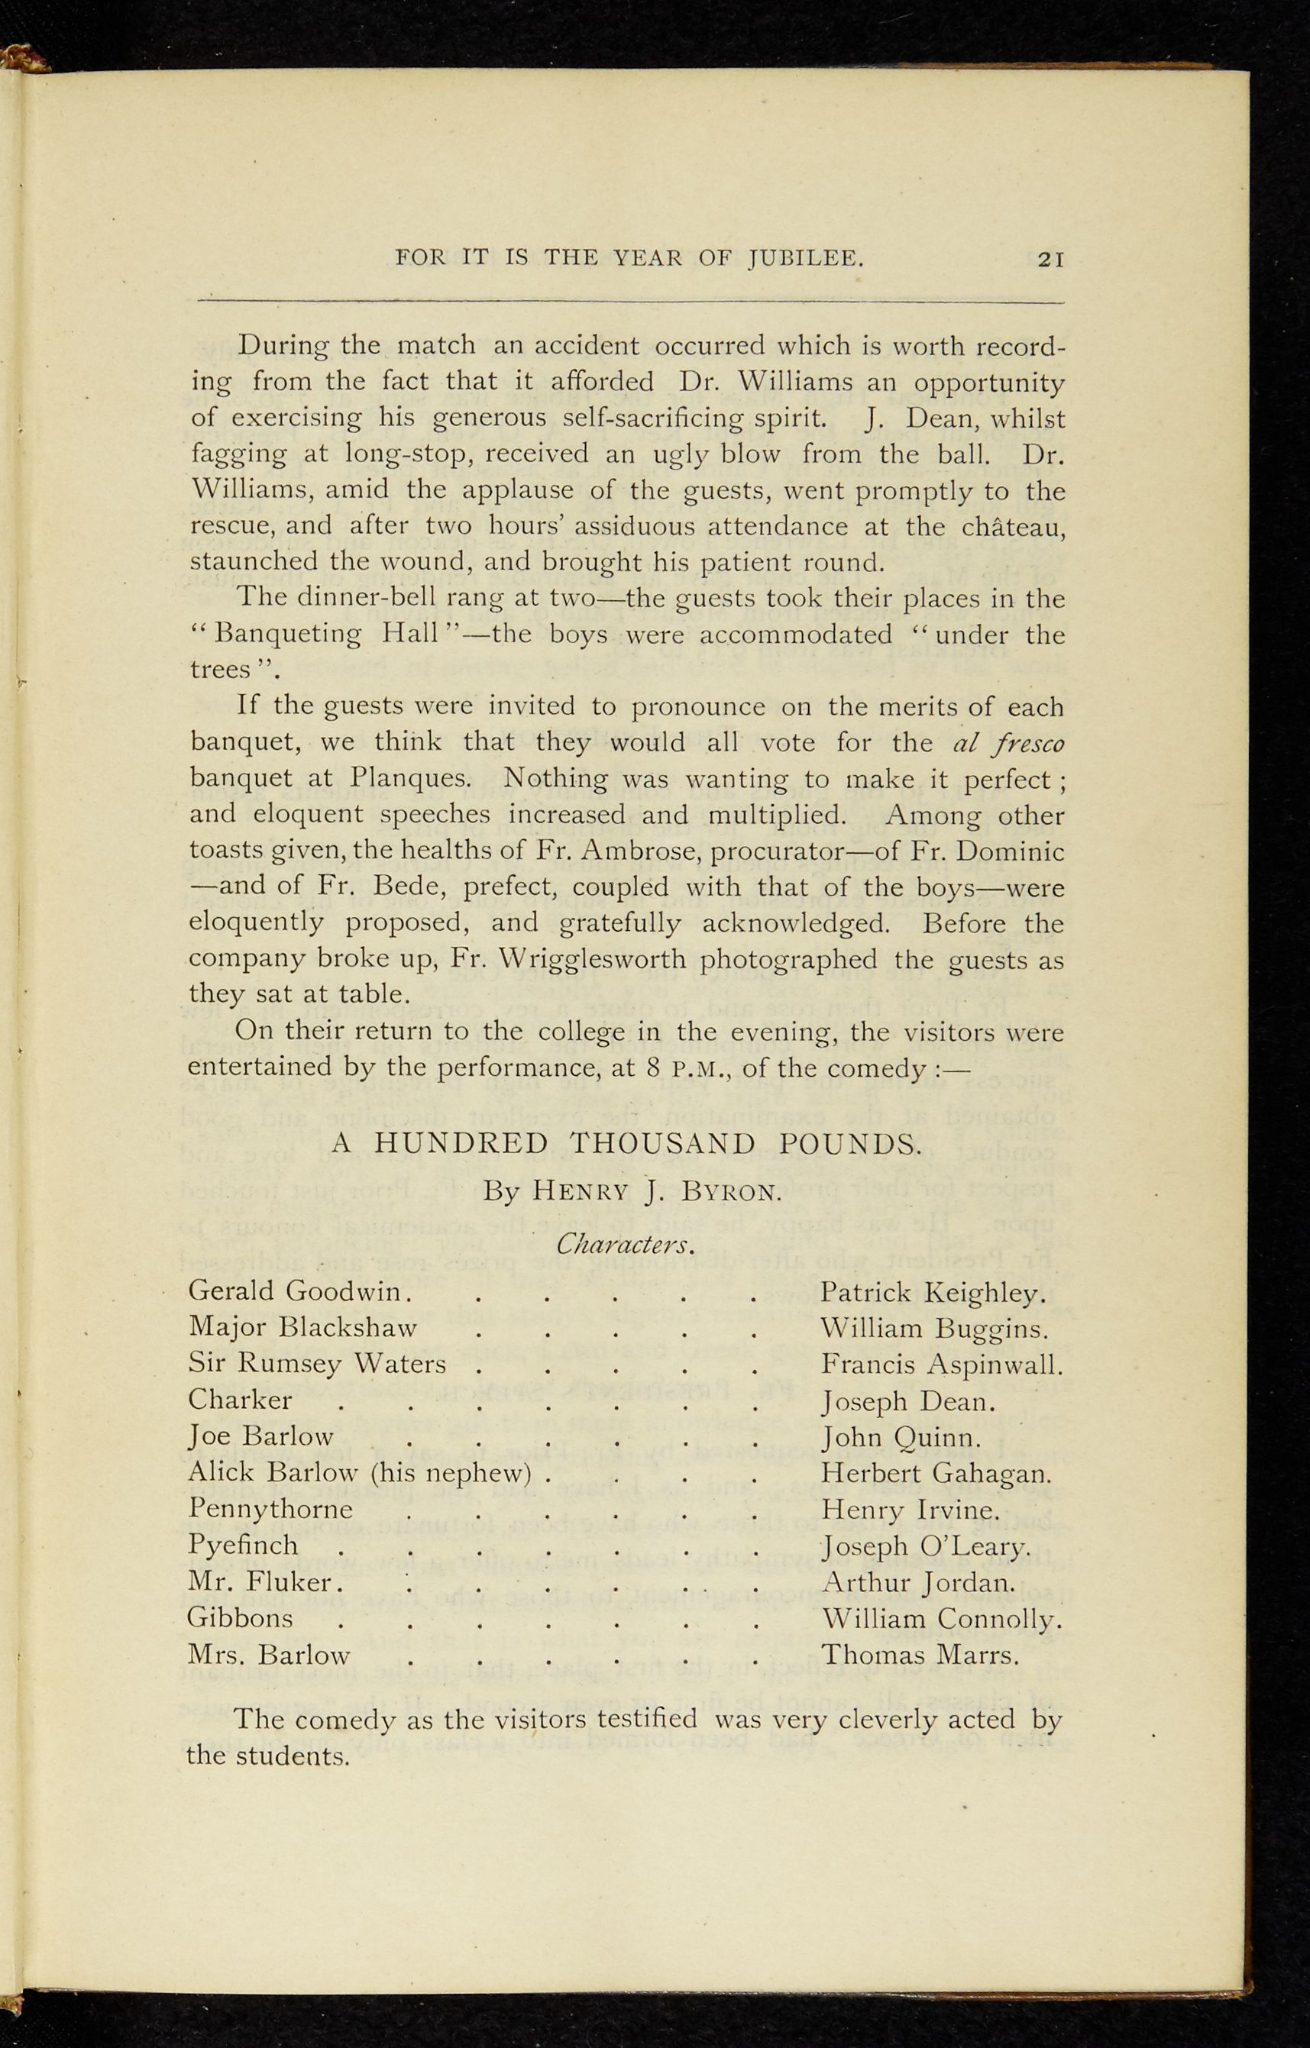 FOR IT IS THE YEAR OF JUBILEE. 21
During the match an accident occurred which is worth record-
ing from the fact that it afforded Dr. Williams an opportunity
of exercising his generous self-sacrificing spirit. J. Dean, whilst
fagging at long-stop, received an ugly blow from the ball. Dr.
Williams, amid the applause of the guests, went promptly to the
rescue, and after two hours' assiduous attendance at the château,
staunched the wound, and brought his patient round.
The dinner-bell rang at two—the guests took their places in the
“Banqueting Hall”—the boys were accommodated “under the
trees”.
If the guests were invited to pronounce on the merits of each
banquet, we think that they would all vote for the al fresco
banquet at Planques. Nothing was wanting to make it perfect;
and eloquent speeches increased and multiplied. Among other
toasts given, the healths of Fr. Ambrose, procurator—of Fr. Dominic
—and of Fr. Bede, prefect, coupled with that of the boys—were
eloquently proposed, and gratefully acknowledged. Before the
company broke up, Fr. Wrigglesworth photographed the guests as
they sat at table.
On their return to the college in the evening, the visitors were
entertained by the performance, at 8 P.M., of the comedy:—
A HUNDRED THOUSAND POUNDS.
By HENRY J. BYRON.
Characters.
Gerald Goodwin. . . . . . Patrick Keighley.
Major Blackshaw . . . . . William Buggins.
Sir Rumsey Waters . . . . . Francis Aspinwall.
Charker . . . . . . . Joseph Dean.
Joe Barlow . . . . . . John Quinn.
Alick Barlow (his nephew) . . . . Herbert Gahagan.
Pennythorne . . . . . . Henry Irvine.
Pyefinch . . . . . . . Joseph O'Leary.
Mr. Fluker. . . . . . . Arthur Jordan.
Gibbons . . . . . . . William Connolly.
Mrs. Barlow . . . . . . Thomas Marrs.
The comedy as the visitors testified was very cleverly acted by
the students.